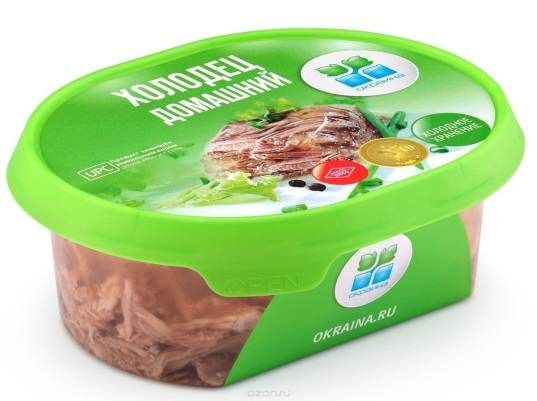 ХОЛОДЕЦ
ДОМАШНИЙ
окраина
UPC
ХОЛОДНОЕ
ХРАНЕНИЕ
OPEN
окраина
OKRAINA.RU
ozon.ru